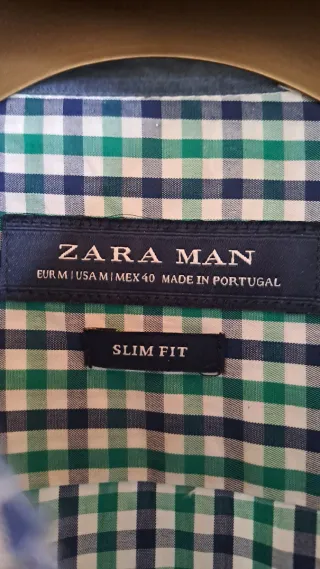 ZARA MAN
EUR M | USA M | MEX 40 MADE IN PORTUGAL
SLIM FIT